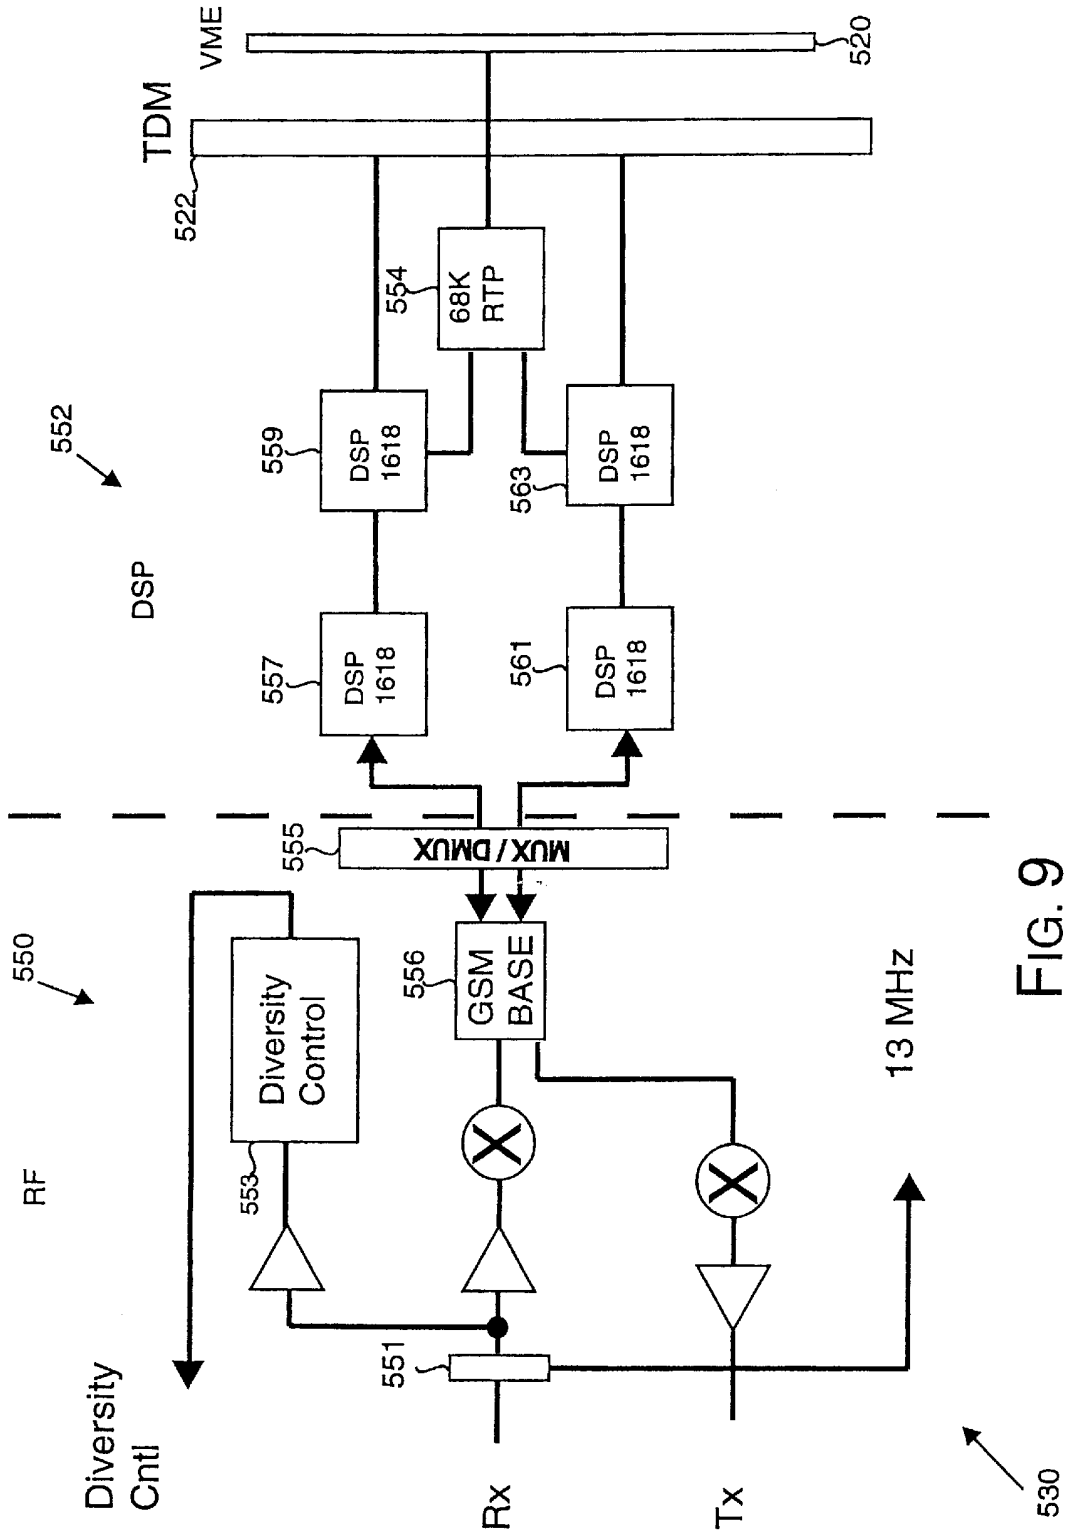 RF
550
DSP
552
Diversity
Cntl
553
Diversity
Control
555
MUX / DMUX
557
DSP
1618
559
DSP
1618
522
TDM
VME
551
556
GSM
BASE
554
68K
RTP
Rx
561
DSP
1618
563
DSP
1618
Tx
520
13 MHz
530
FIG. 9